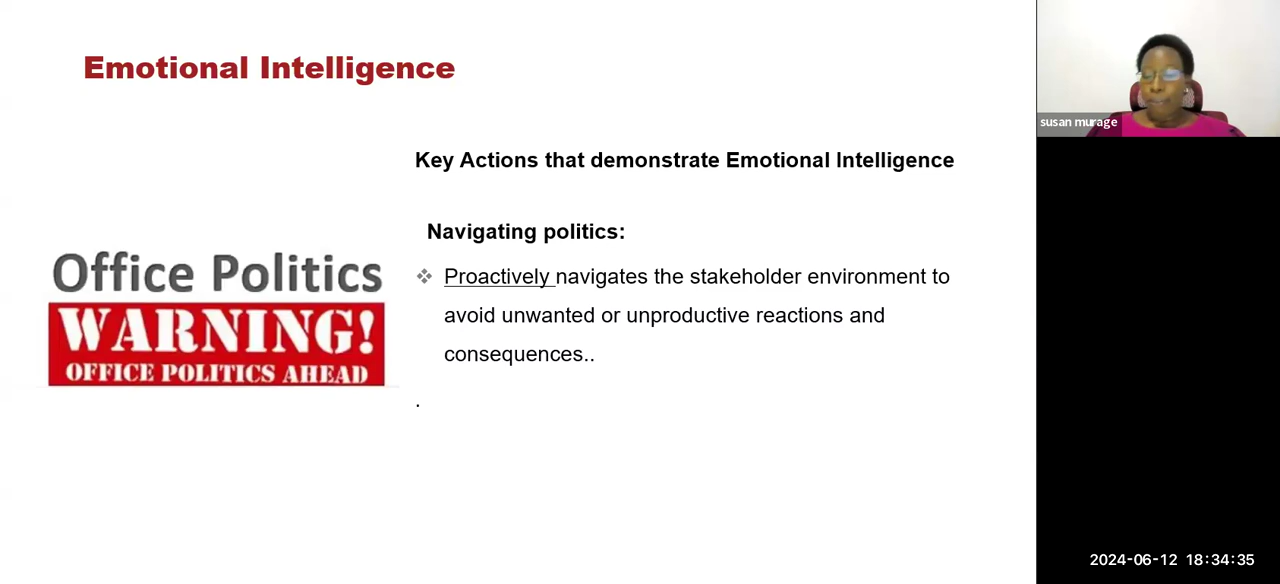 Emotional Intelligence
susan murage
Key Actions that demonstrate Emotional Intelligence
Navigating politics:
Office Politics
WARNING!
OFFICE POLITICS AHEAD
❖ Proactively navigates the stakeholder environment to
avoid unwanted or unproductive reactions and
consequences..
.
2024-06-12 18:34:35